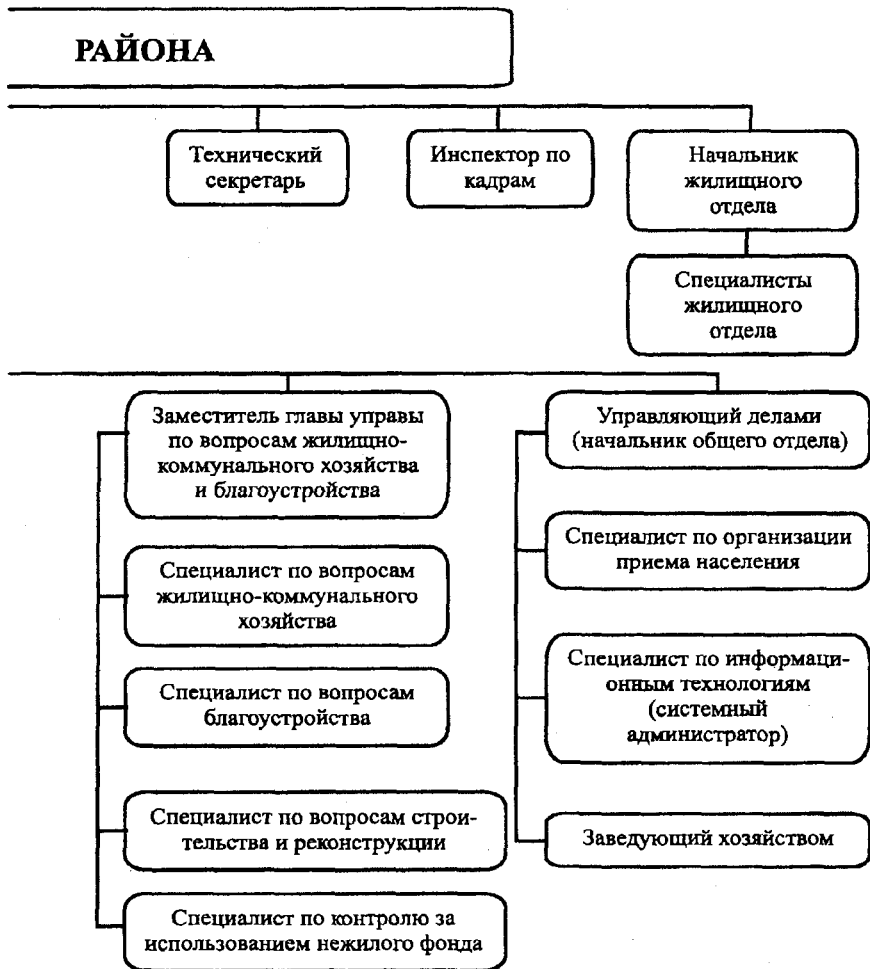 РАЙОНА
Технический
секретарь
Инспектор по
кадрам
Начальник
жилищного
отдела
Специалисты
жилищного
отдела
Заместитель главы управы
по вопросам жилищно-
коммунального хозяйства
и благоустройства
Специалист по вопросам
жилищно-коммунального
хозяйства
Специалист по вопросам
благоустройства
Специалист по вопросам строи-
тельства и реконструкции
Специалист по контролю за
использованием нежилого фонда
Управляющий делами
(начальник общего отдела)
Специалист по организации
приема населения
Специалист по информаци-
онным технологиям
(системный
администратор)
Заведующий хозяйством